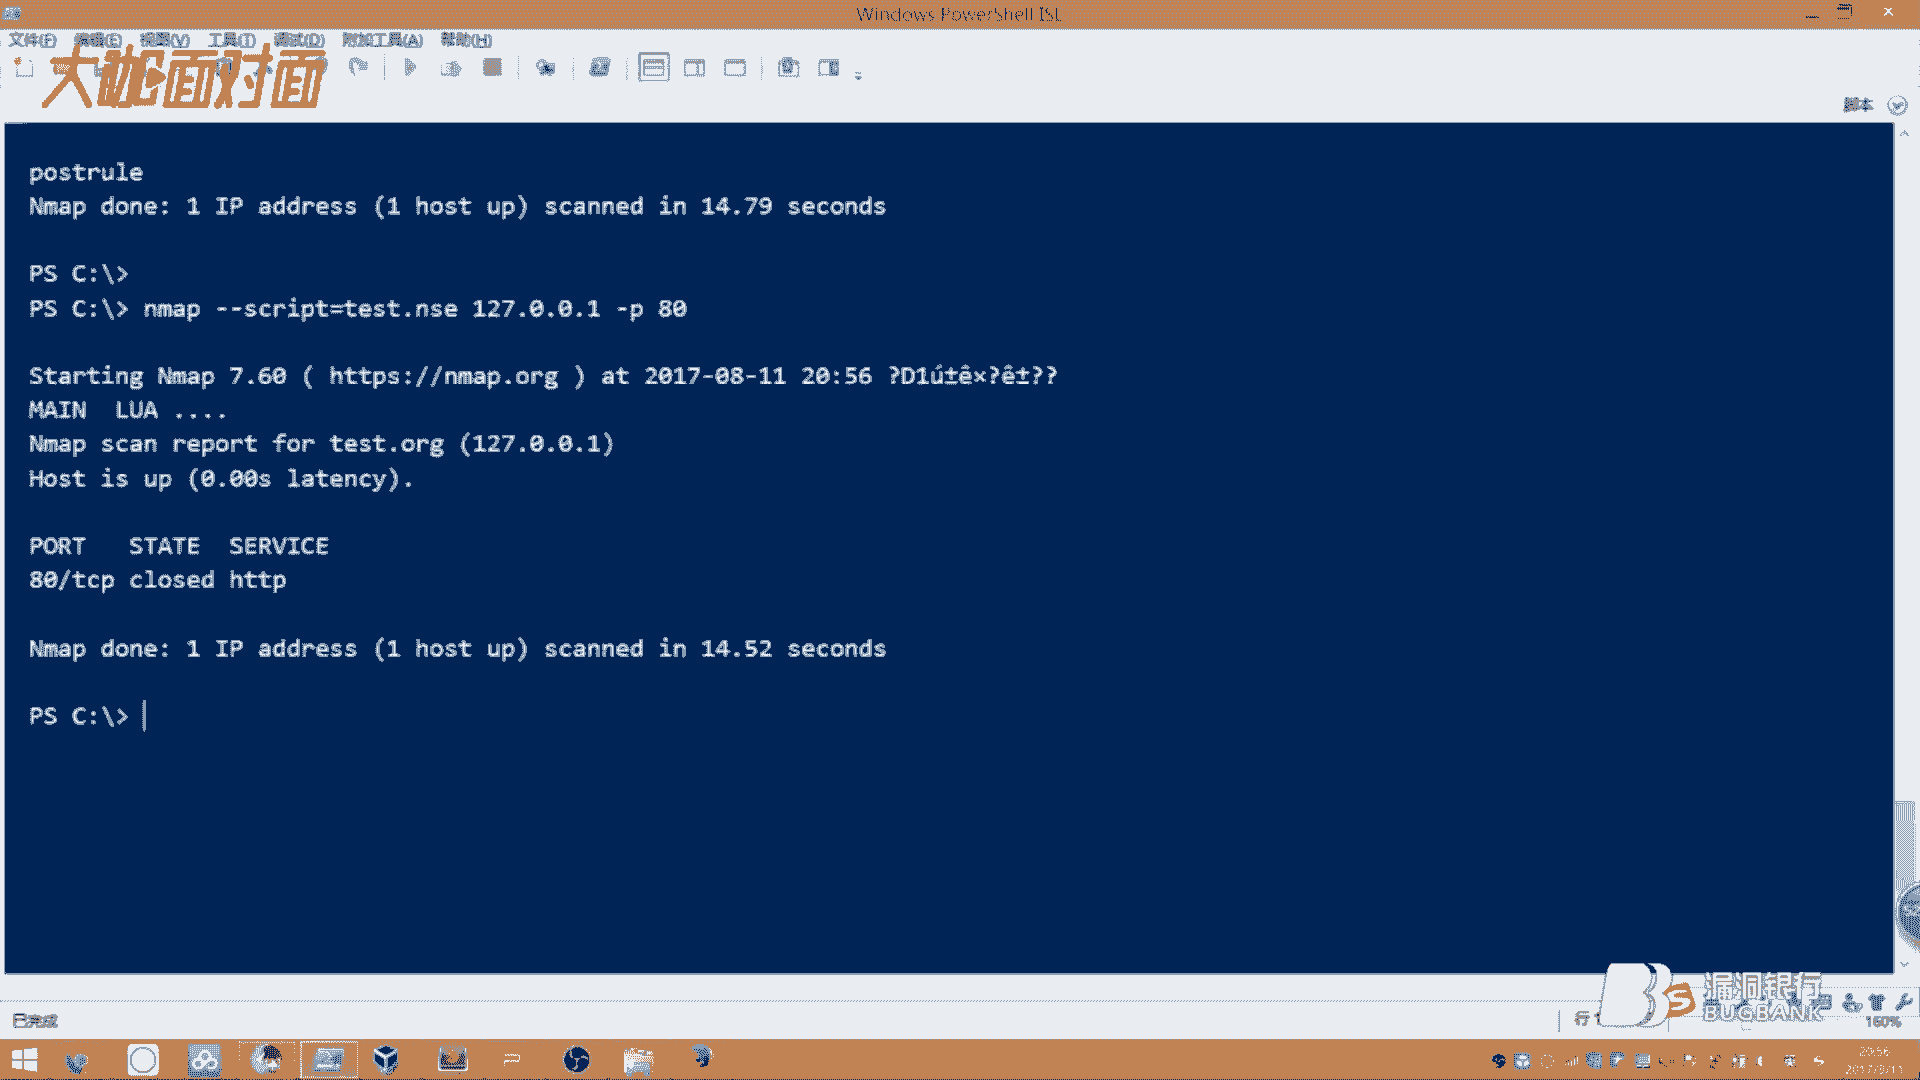 Windows PowerShell ISE
文件(F) 编辑(E) 视图(V) 工具(T) 调试(D) 附加工具(A) 帮助(H)
大咖面对面
脚本
postrule
Nmap done: 1 IP address (1 host up) scanned in 14.79 seconds
PS C:\>
PS C:\> nmap --script=test.nse 127.0.0.1 -p 80
Starting Nmap 7.60 ( https://nmap.org ) at 2017-08-11 20:56 ?D1ú±ê×?ê±??
MAIN  LUA ....
Nmap scan report for test.org (127.0.0.1)
Host is up (0.00s latency).
PORT   STATE  SERVICE
80/tcp closed http
Nmap done: 1 IP address (1 host up) scanned in 14.52 seconds
PS C:\>
漏洞银行
BUGBANK
已完成
行
160%
20:56
2017/8/11